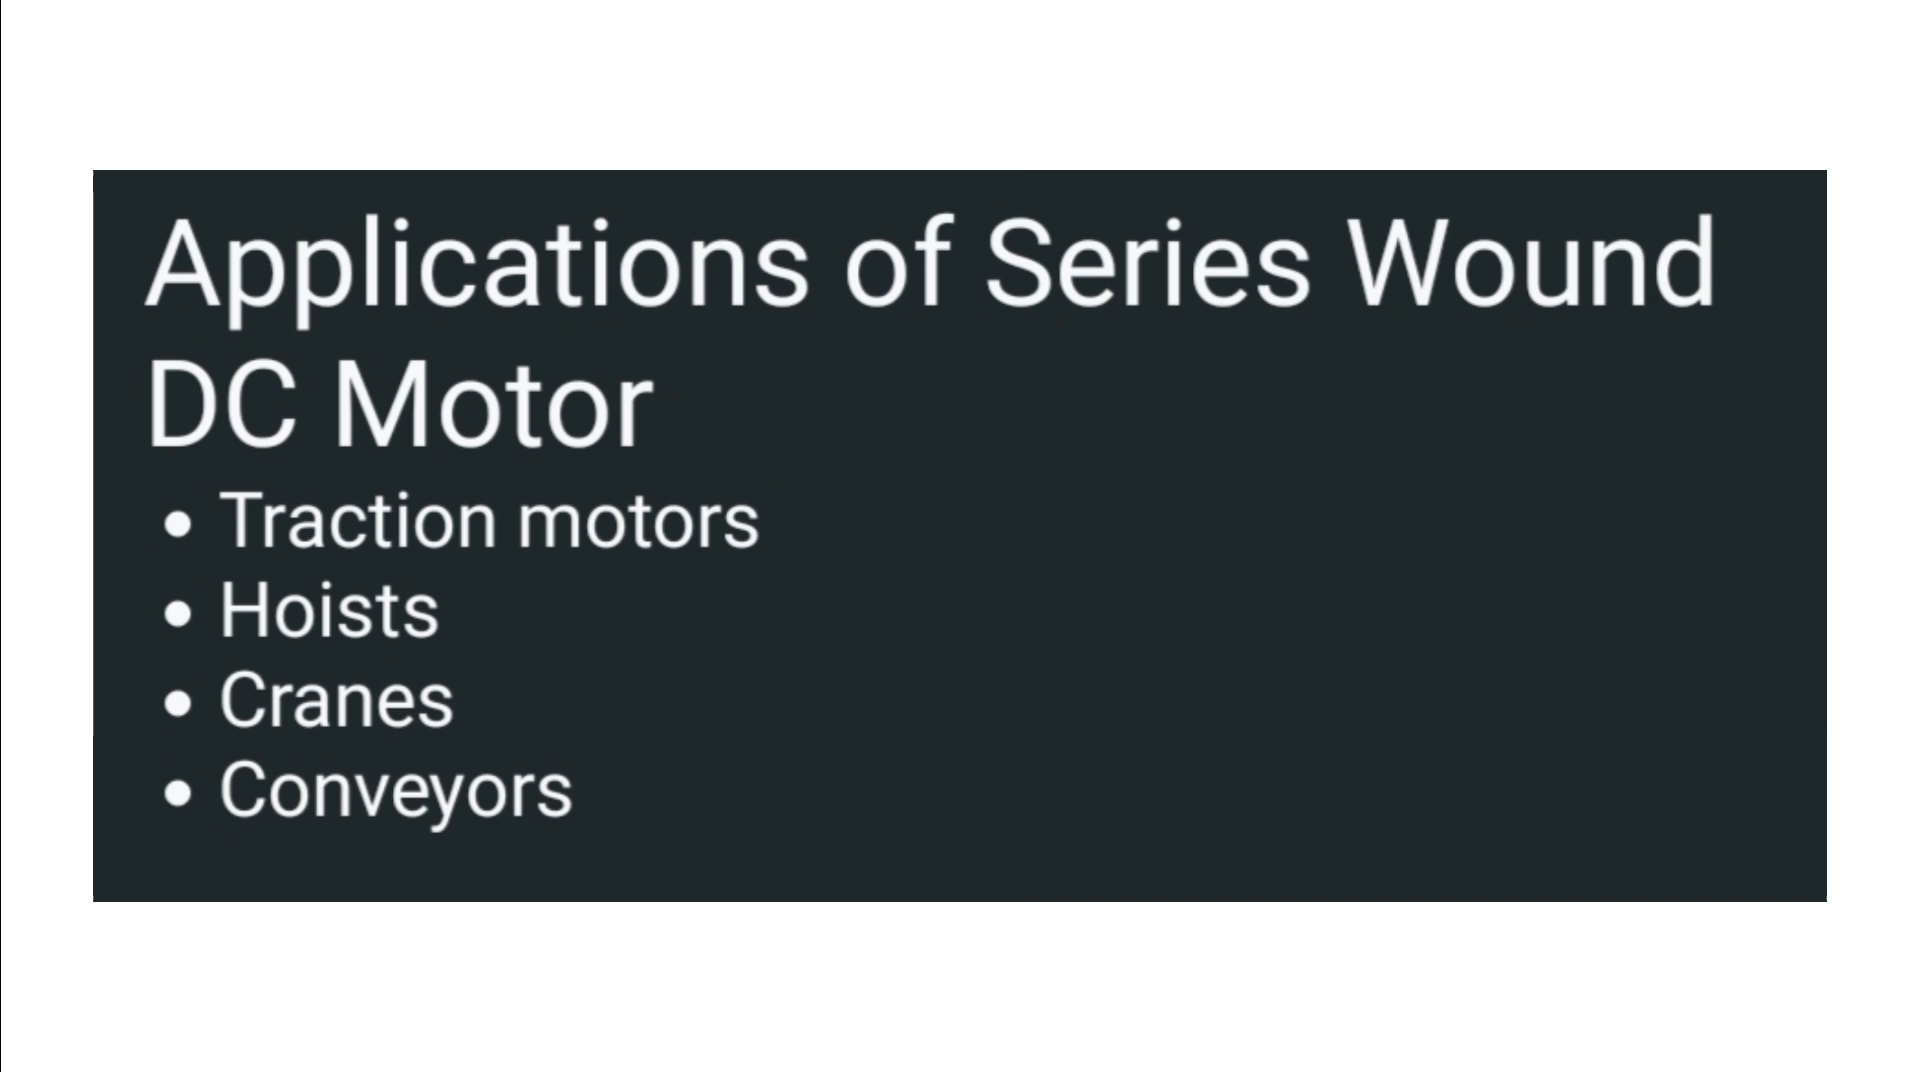 Applications of Series Wound
DC Motor
• Traction motors
• Hoists
• Cranes
• Conveyors